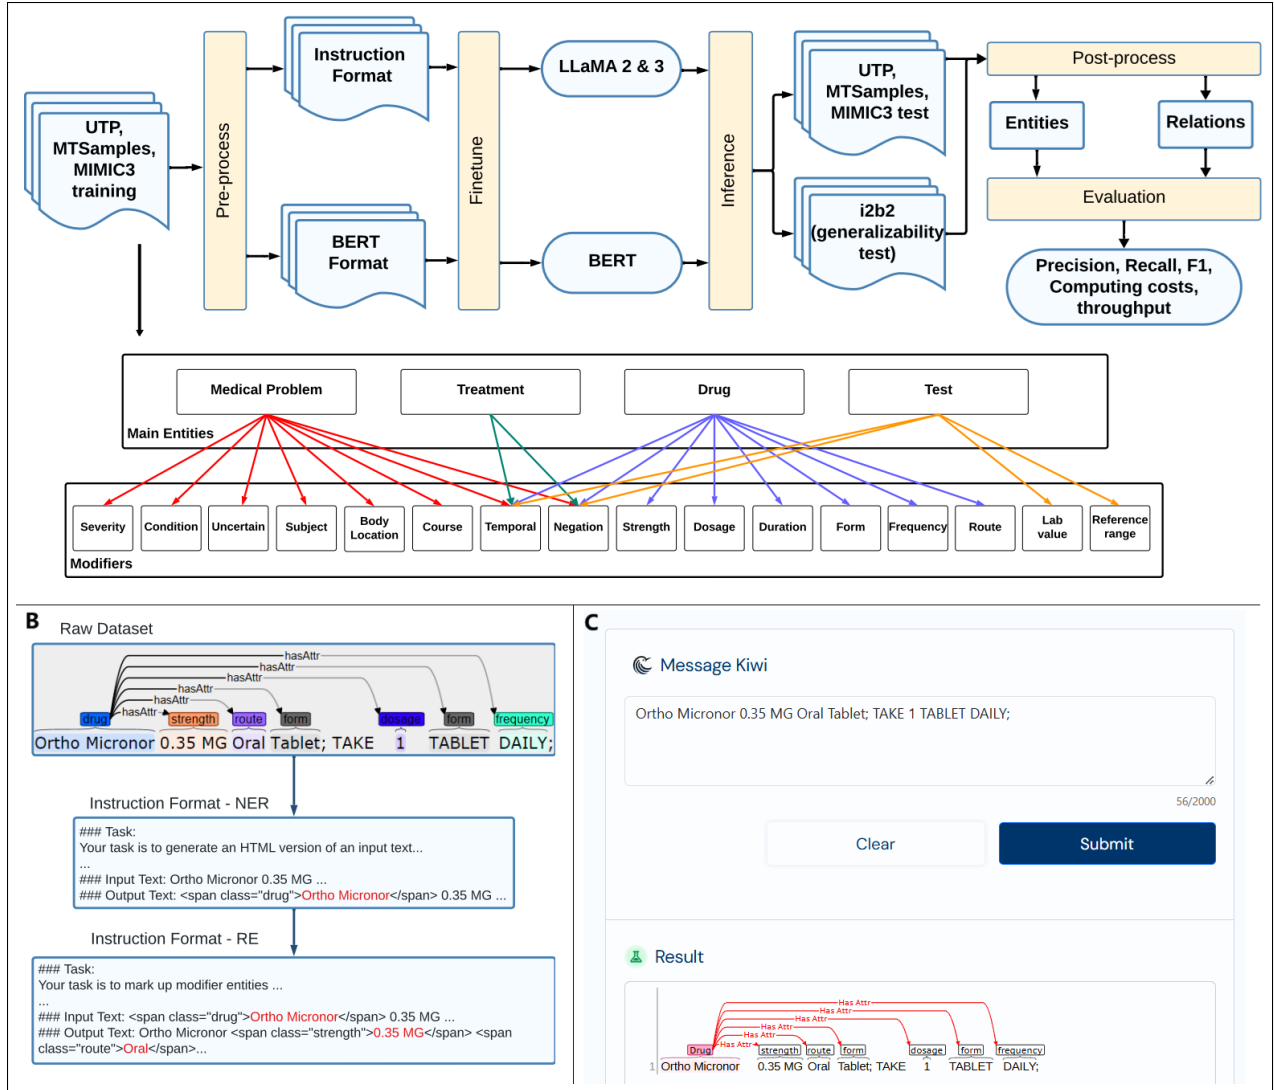 UTP,
MTSamples,
MIMIC3
training
Pre-process
Instruction
Format
BERT
Format
Finetune
LLaMA 2 & 3
BERT
Inference
UTP,
MTSamples,
MIMIC3 test
i2b2
(generalizability
test)
Post-process
Entities
Relations
Evaluation
Precision, Recall, F1,
Computing costs,
throughput
Medical Problem
Treatment
Drug
Test
Main Entities
Severity
Condition
Uncertain
Subject
Body
Location
Course
Temporal
Negation
Strength
Dosage
Duration
Form
Frequency
Route
Lab
value
Reference
range
Modifiers
B
Raw Dataset
hasAttr
hasAttr
hasAttr
hasAttr
hasAttr
hasAttr
drug strength route form dosage form frequency
Ortho Micronor 0.35 MG Oral Tablet; TAKE 1 TABLET DAILY;
Instruction Format - NER
### Task:
Your task is to generate an HTML version of an input text...
...
### Input Text: Ortho Micronor 0.35 MG ...
### Output Text: <span class="drug">Ortho Micronor</span> 0.35 MG ...
Instruction Format - RE
### Task:
Your task is to mark up modifier entities ...
...
### Input Text: <span class="drug">Ortho Micronor</span> 0.35 MG ...
### Output Text: Ortho Micronor <span class="strength">0.35 MG</span> <span
class="route">Oral</span>...
C
Message Kiwi
Ortho Micronor 0.35 MG Oral Tablet; TAKE 1 TABLET DAILY;
56/2000
Clear
Submit
Result
Has Attr
Has Attr
Has Attr
Has Attr
Has Attr
Has Attr
Drug strength route form dosage form frequency
1 Ortho Micronor 0.35 MG Oral Tablet; TAKE 1 TABLET DAILY;